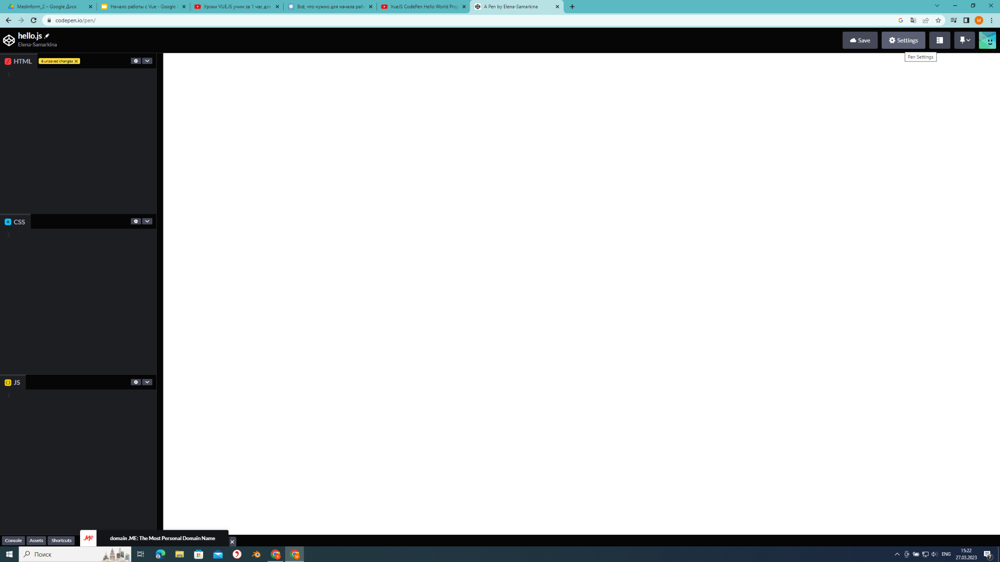 Medinform_2 – Google Диск
Начало работы с Vue - Google
Уроки VUEJS учим за 1 час для
Всё, что нужно для начала раб
VueJS CodePen Hello World Proj
A Pen by Elena-Samarkina
codepen.io/pen/
M
hello.js
Elena-Samarkina
Save
Settings
Pen Settings
HTML
6 unsaved changes
1
CSS
1
JS
1
.Me
domain .ME: The Most Personal Domain Name
Console
Assets
Shortcuts
Поиск
ENG
15:22
27.03.2023
7